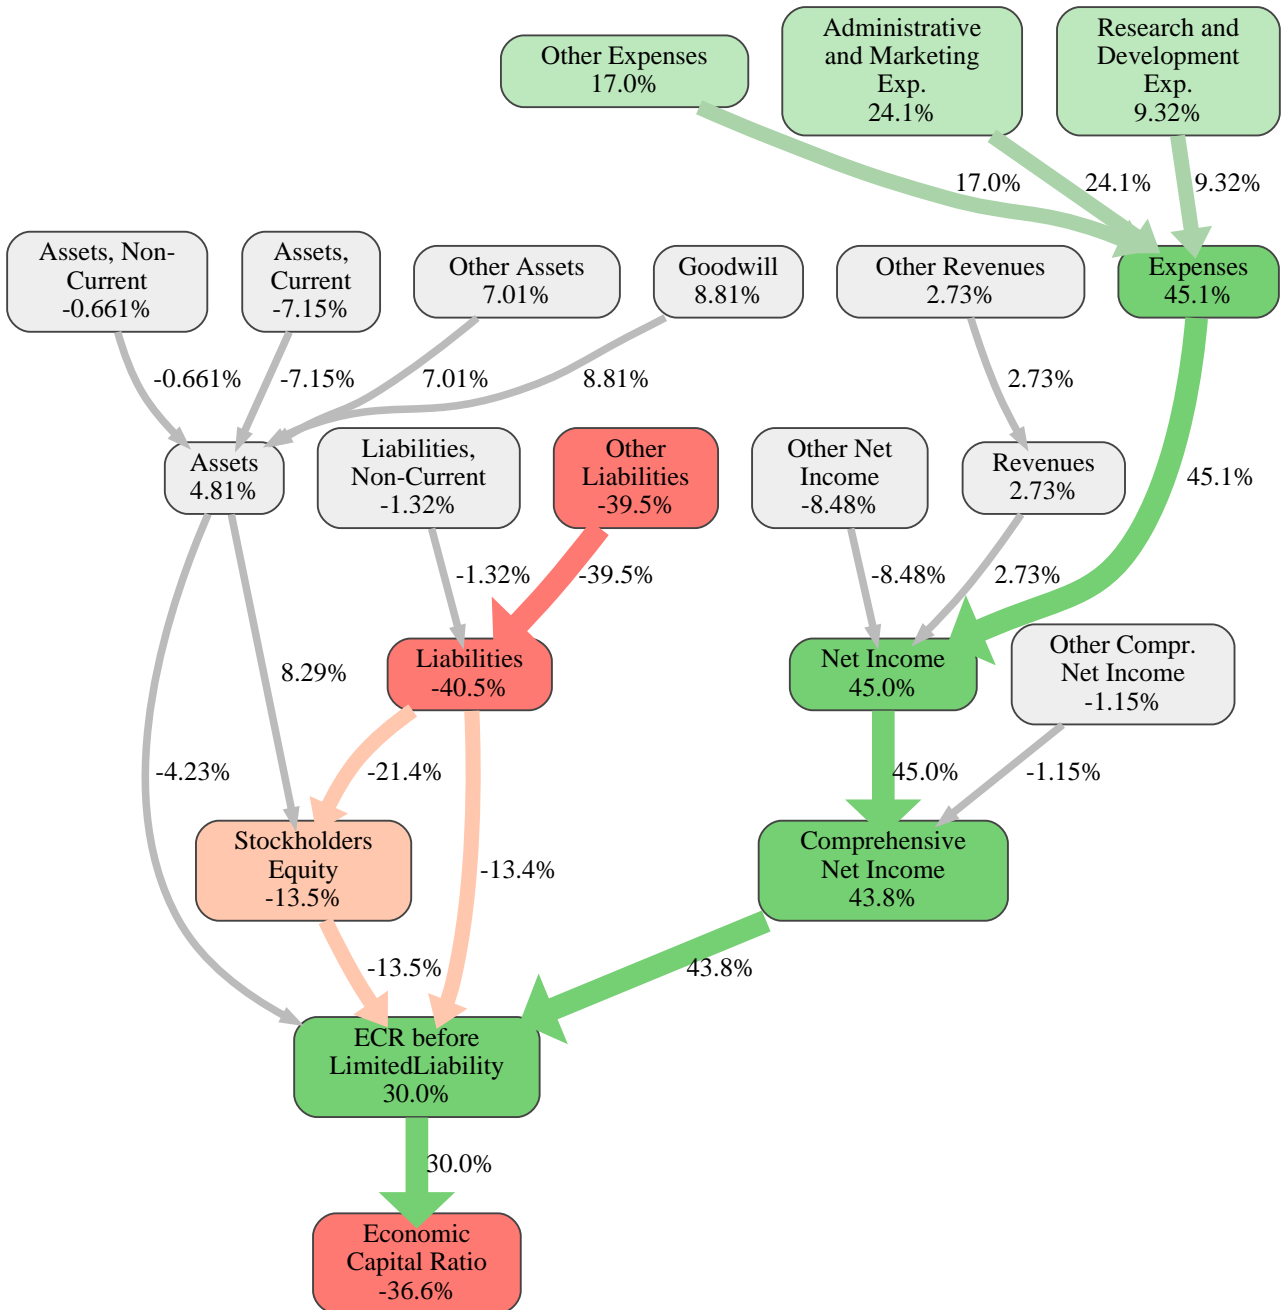 Other Expenses
17.0%
Administrative
and Marketing
Exp.
24.1%
Research and
Development
Exp.
9.32%
17.0%
24.1%
9.32%
Assets, Non-
Current
-0.661%
Assets,
Current
-7.15%
Other Assets
7.01%
Goodwill
8.81%
Other Revenues
2.73%
Expenses
45.1%
-0.661%
-7.15%
7.01%
8.81%
2.73%
45.1%
Assets
4.81%
Liabilities,
Non-Current
-1.32%
Other
Liabilities
-39.5%
Other Net
Income
-8.48%
Revenues
2.73%
-1.32%
-39.5%
-8.48%
2.73%
8.29%
Liabilities
-40.5%
Net Income
45.0%
Other Compr.
Net Income
-1.15%
-4.23%
-21.4%
-13.4%
45.0%
-1.15%
Stockholders
Equity
-13.5%
Comprehensive
Net Income
43.8%
-13.5%
43.8%
ECR before
LimitedLiability
30.0%
30.0%
Economic
Capital Ratio
-36.6%